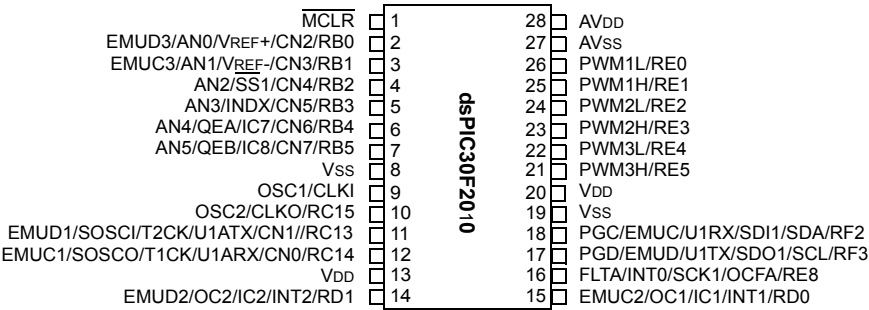 MCLR 1 28 AVDD
EMUD3/AN0/VREF+/CN2/RB0 2 27 AVSS
EMUC3/AN1/VREF-/CN3/RB1 3 26 PWM1L/RE0
AN2/SS1/CN4/RB2 4 25 PWM1H/RE1
AN3/INDX/CN5/RB3 5 24 PWM2L/RE2
AN4/QEA/IC7/CN6/RB4 6 23 PWM2H/RE3
AN5/QEB/IC8/CN7/RB5 7 22 PWM3L/RE4
VSS 8 21 PWM3H/RE5
OSC1/CLKI 9 20 VDD
OSC2/CLKO/RC15 10 19 VSS
EMUD1/SOSCI/T2CK/U1ATX/CN1//RC13 11 18 PGC/EMUC/U1RX/SDI1/SDA/RF2
EMUC1/SOSCO/T1CK/U1ARX/CN0/RC14 12 17 PGD/EMUD/U1TX/SDO1/SCL/RF3
VDD 13 16 FLTA/INT0/SCK1/OCFA/RE8
EMUD2/OC2/IC2/INT2/RD1 14 15 EMUC2/OC1/IC1/INT1/RD0
dsPIC30F2010